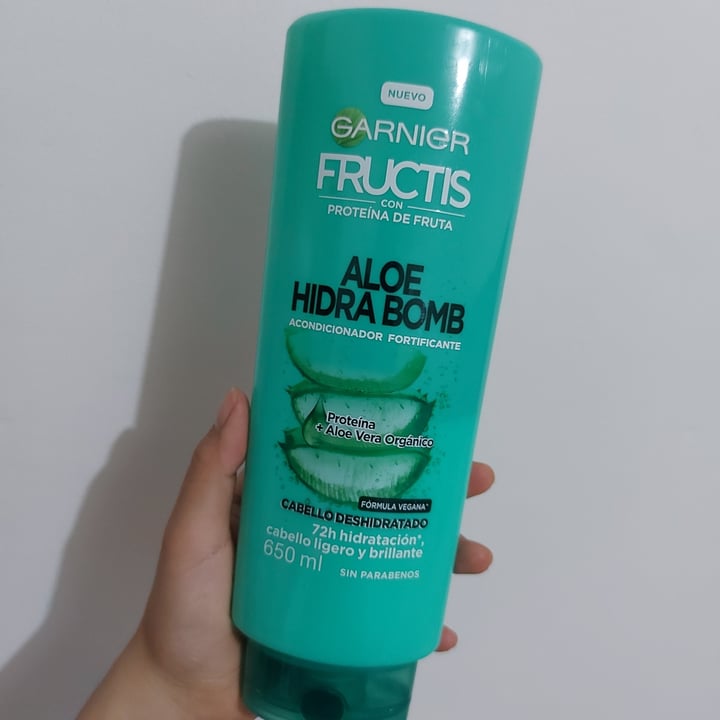 NUEVO
GARNIER
FRUCTIS
CON
PROTEÍNA DE FRUTA
ALOE
HIDRA BOMB
ACONDICIONADOR FORTIFICANTE
Proteína
+ Aloe Vera Orgánico
FÓRMULA VEGANA*
CABELLO DESHIDRATADO
72h hidratación*,
cabello ligero y brillante
650 ml
SIN PARABENOS